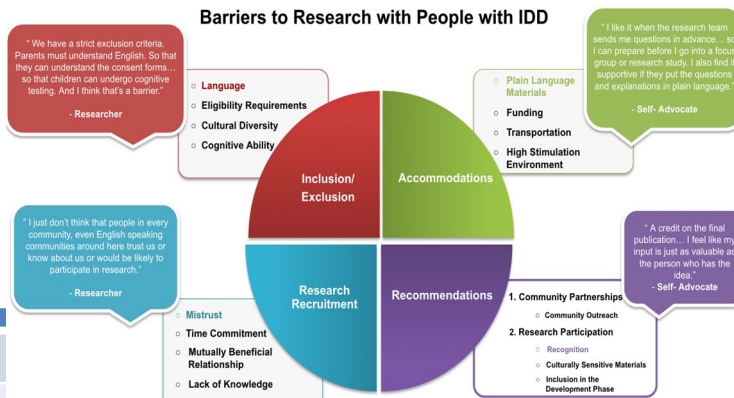 Barriers to Research with People with IDD
“ We have a strict exclusion criteria.
Parents must understand English. So that
they can understand the consent forms…
so that children can undergo cognitive
testing. And I think that’s a barrier.”
- Researcher
○ Language
○ Eligibility Requirements
○ Cultural Diversity
○ Cognitive Ability
Inclusion/
Exclusion
Accommodations
○ Plain Language
Materials
○ Funding
○ Transportation
○ High Stimulation
Environment
“ I like it when the research team
sends me questions in advance… so
I can prepare before I go into a focus
group or research study. I also find it
supportive if they put the questions
and explanations in plain language.”
- Self- Advocate
“ I just don’t think that people in every
community, even English speaking
communities around here trust us or
know about us or would be likely to
participate in research.”
- Researcher
○ Mistrust
○ Time Commitment
○ Mutually Beneficial
Relationship
○ Lack of Knowledge
Research
Recruitment
Recommendations
1. Community Partnerships
○ Community Outreach
2. Research Participation
○ Recognition
○ Culturally Sensitive Materials
○ Inclusion in the
Development Phase
“ A credit on the final
publication… I feel like my
input is just as valuable as
the person who has the
idea.”
- Self- Advocate